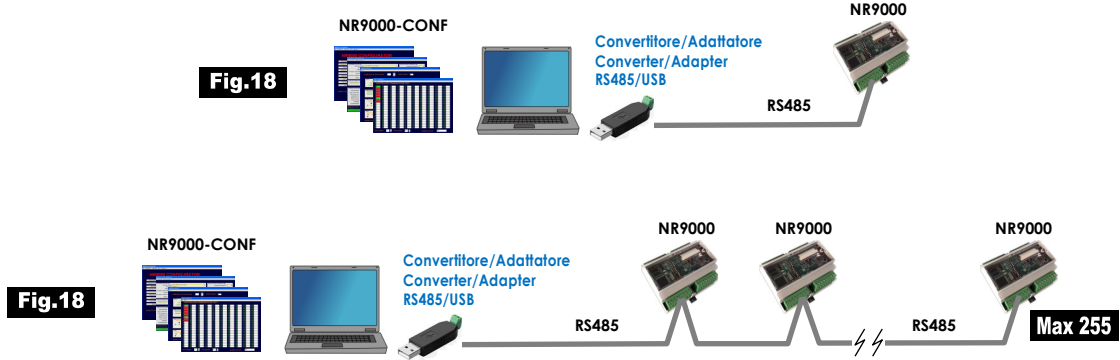 NR9000
NR9000-CONF
Convertitore/Adattatore
Converter/Adapter
RS485/USB
Fig.18
RS485
NR9000
NR9000
NR9000
NR9000-CONF
Convertitore/Adattatore
Converter/Adapter
RS485/USB
Fig.18
RS485
RS485
Max 255